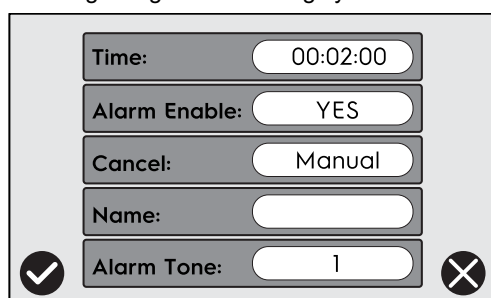 Time: 00:02:00
Alarm Enable: YES
Cancel: Manual
Name:
Alarm Tone: 1